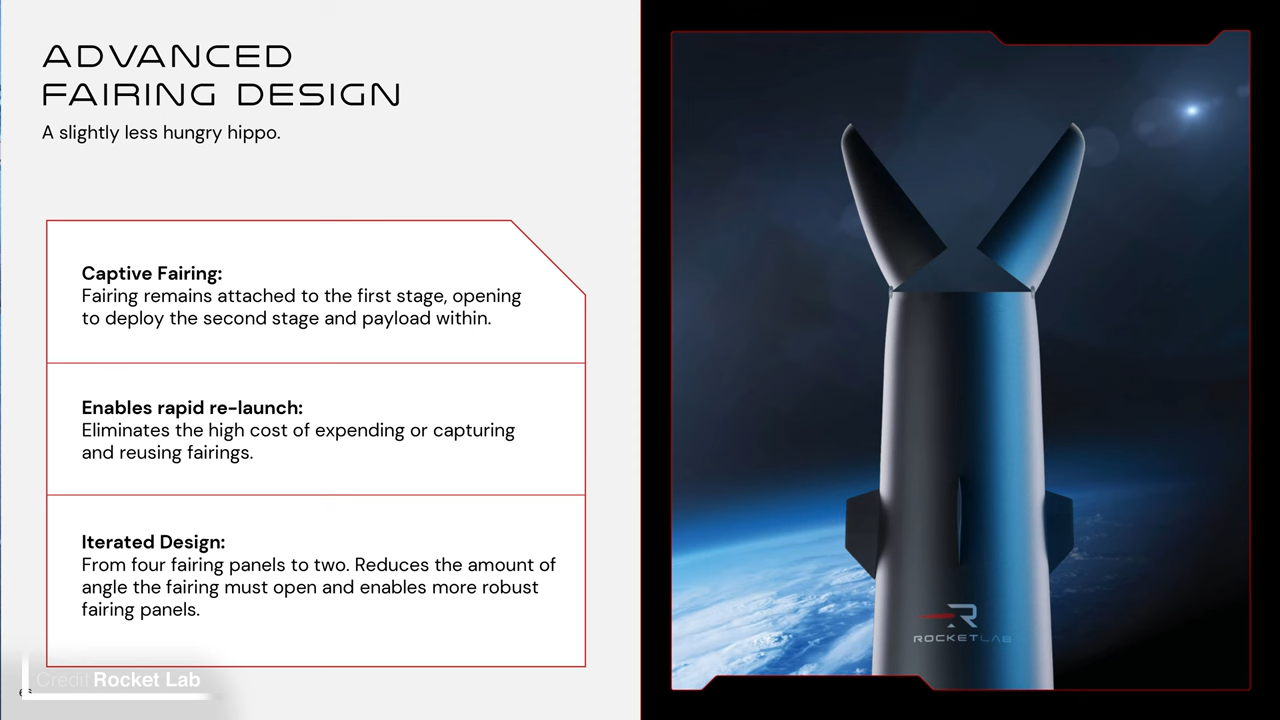 ADVANCED
FAIRING DESIGN
A slightly less hungry hippo.
Captive Fairing:
Fairing remains attached to the first stage, opening
to deploy the second stage and payload within.
Enables rapid re-launch:
Eliminates the high cost of expending or capturing
and reusing fairings.
Iterated Design:
From four fairing panels to two. Reduces the amount of
angle the fairing must open and enables more robust
fairing panels.
Credit Rocket Lab
R
ROCKETLAB